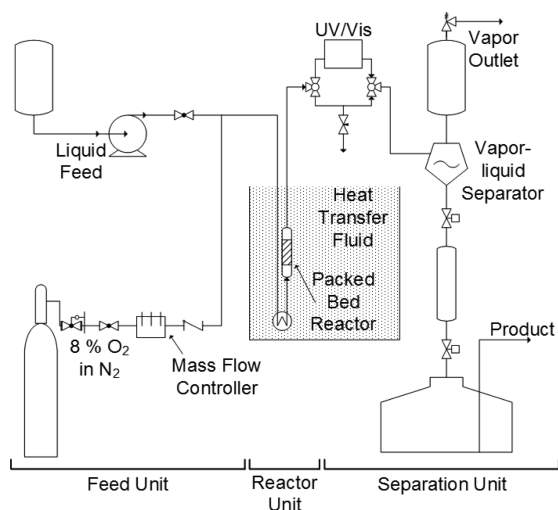 UV/Vis
Vapor
Outlet
Liquid
Feed
Vapor-
liquid
Separator
Heat
Transfer
Fluid
Packed
Bed
Reactor
8 % O₂
in N₂
Mass Flow
Controller
Product
Feed Unit
Reactor
Unit
Separation Unit